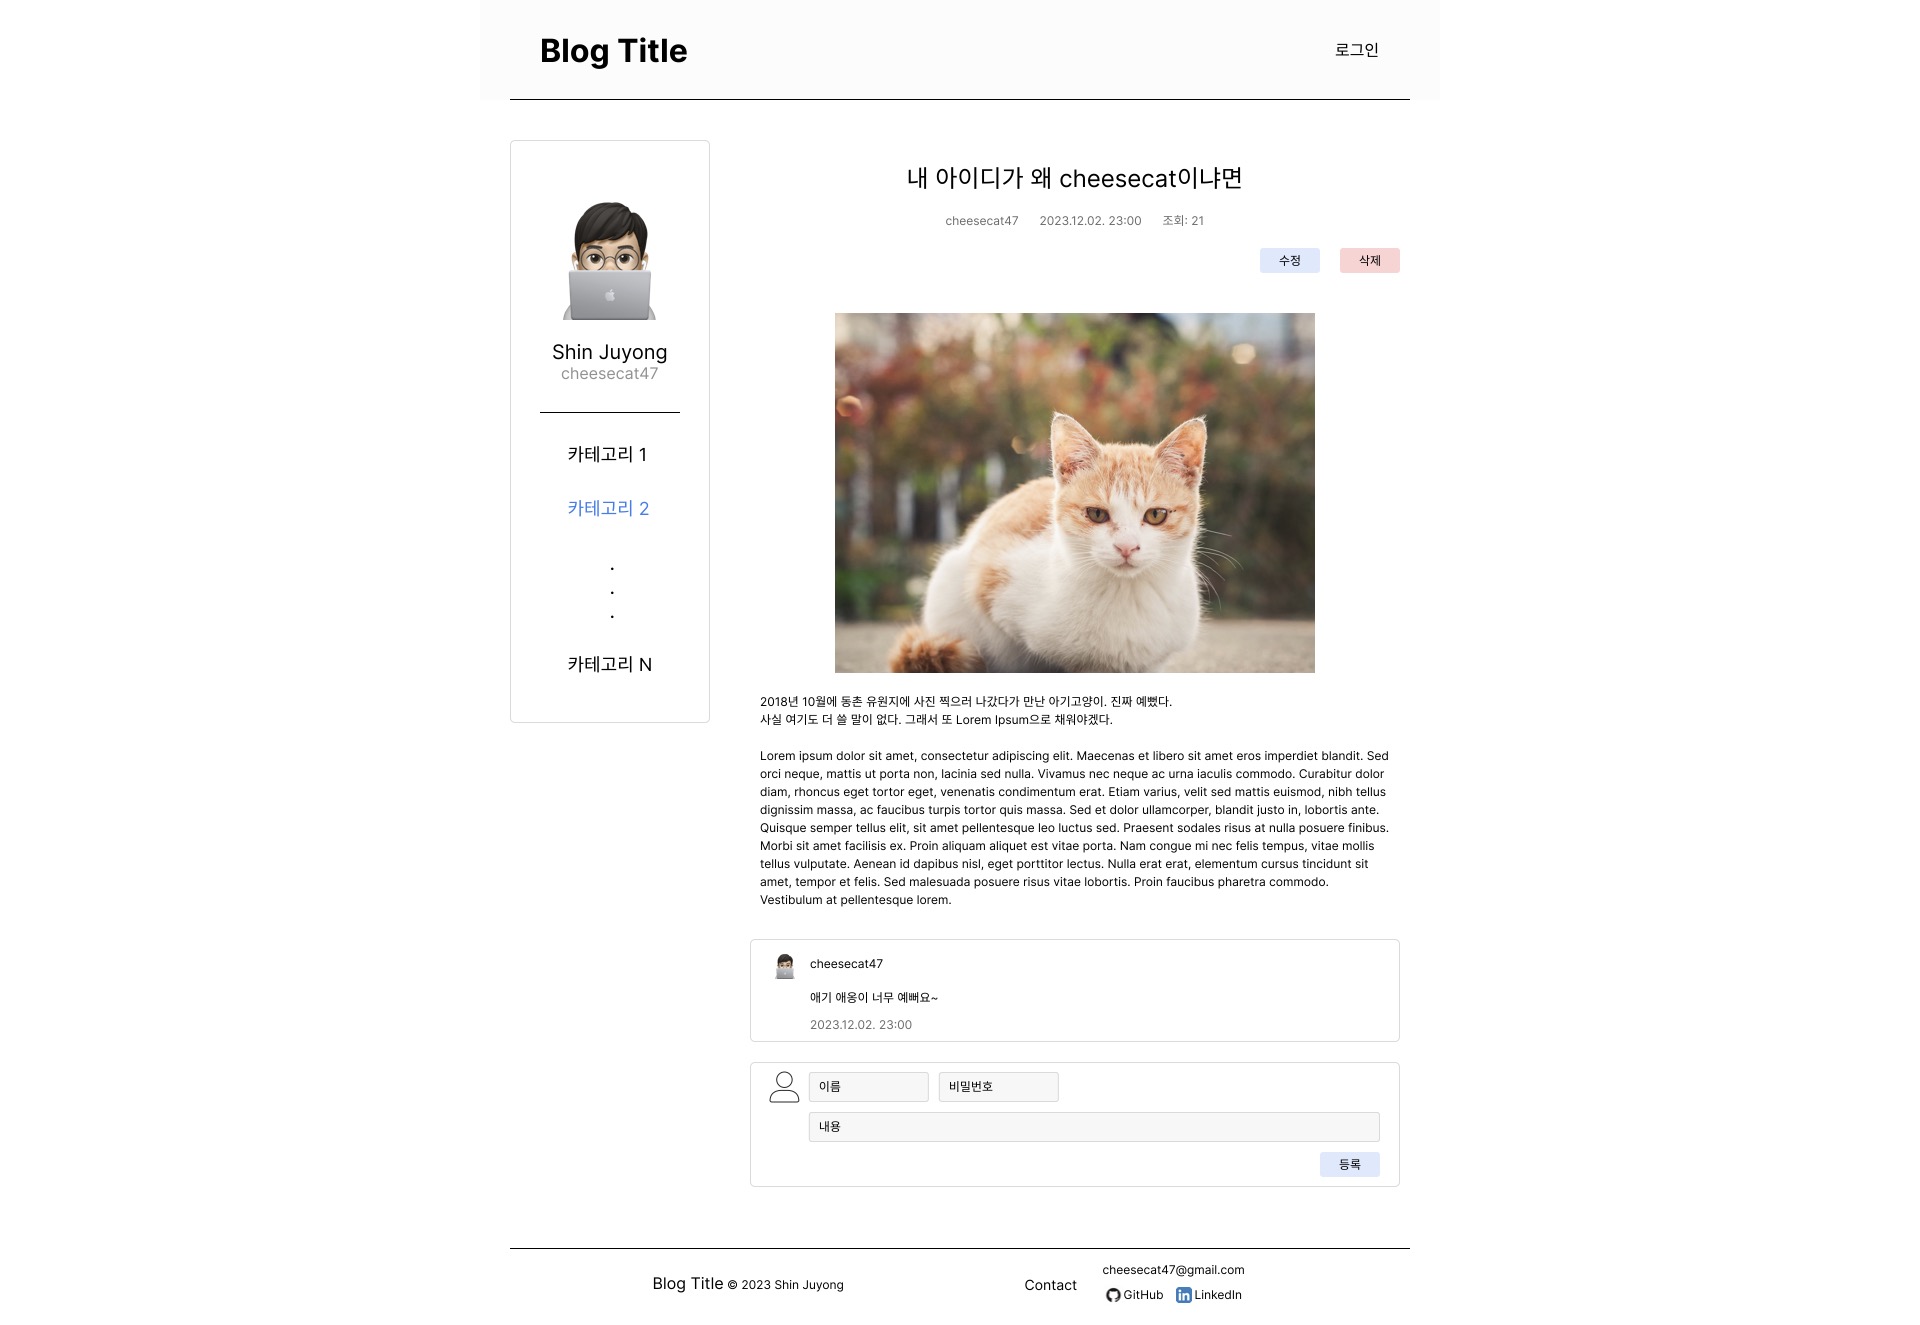 Blog Title
로그인
Shin Juyong
cheesecat47
카테고리 1
카테고리 2
.
.
.
카테고리 N
내 아이디가 왜 cheesecat이냐면
cheesecat47 2023.12.02. 23:00 조회: 21
수정 삭제
2018년 10월에 동촌 유원지에 사진 찍으러 나갔다가 만난 아기고양이. 진짜 예뻤다.
사실 여기도 더 쓸 말이 없다. 그래서 또 Lorem Ipsum으로 채워야겠다.
Lorem ipsum dolor sit amet, consectetur adipiscing elit. Maecenas et libero sit amet eros imperdiet blandit. Sed
orci neque, mattis ut porta non, lacinia sed nulla. Vivamus nec neque ac urna iaculis commodo. Curabitur dolor
diam, rhoncus eget tortor eget, venenatis condimentum erat. Etiam varius, velit sed mattis euismod, nibh tellus
dignissim massa, ac faucibus turpis tortor quis massa. Sed et dolor ullamcorper, blandit justo in, lobortis ante.
Quisque semper tellus elit, sit amet pellentesque leo luctus sed. Praesent sodales risus at nulla posuere finibus.
Morbi sit amet facilisis ex. Proin aliquam aliquet est vitae porta. Nam congue mi nec felis tempus, vitae mollis
tellus vulputate. Aenean id dapibus nisl, eget porttitor lectus. Nulla erat erat, elementum cursus tincidunt sit
amet, tempor et felis. Sed malesuada posuere risus vitae lobortis. Proin faucibus pharetra commodo.
Vestibulum at pellentesque lorem.
cheesecat47
애기 애옹이 너무 예뻐요~
2023.12.02. 23:00
이름 비밀번호
내용
등록
Blog Title © 2023 Shin Juyong
Contact
cheesecat47@gmail.com
GitHub LinkedIn